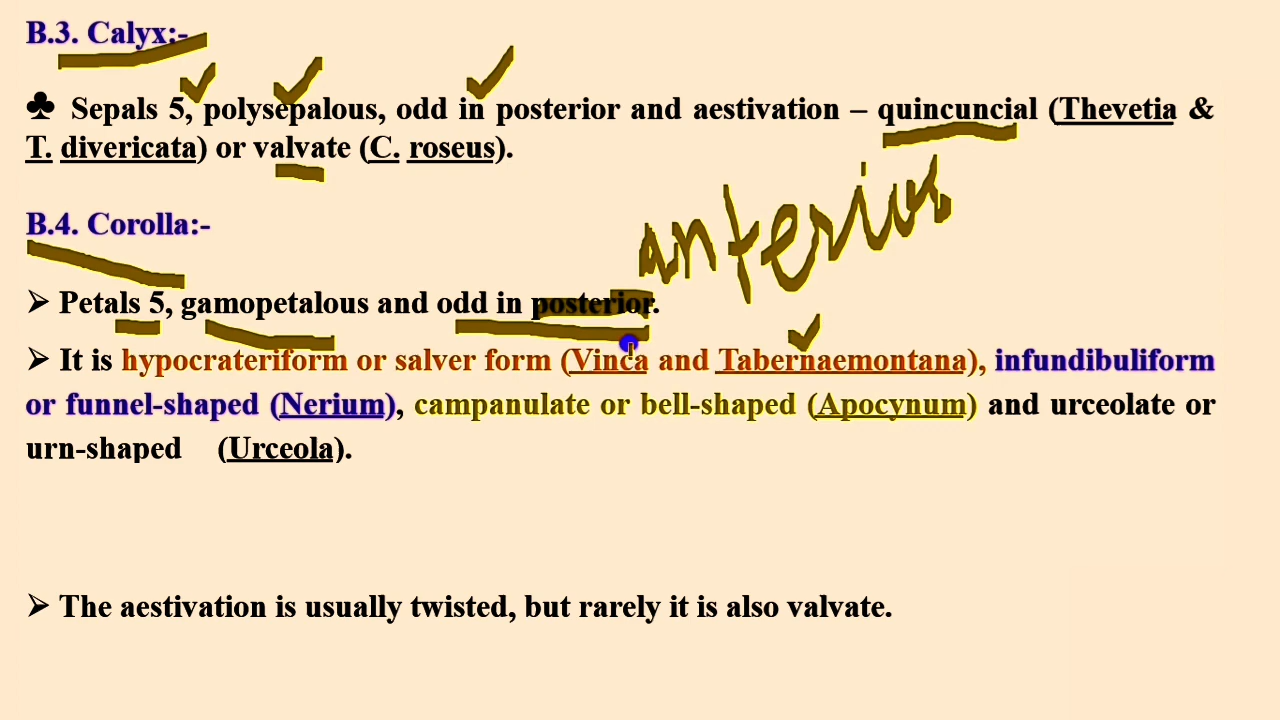 B.3. Calyx:-
♣ Sepals 5, polysepalous, odd in posterior and aestivation – quincuncial (Thevetia &
T. divericata) or valvate (C. roseus).
anterior
B.4. Corolla:-
➢ Petals 5, gamopetalous and odd in posterior.
➢ It is hypocrateriform or salver form (Vinca and Tabernaemontana), infundibuliform
or funnel-shaped (Nerium), campanulate or bell-shaped (Apocynum) and urceolate or
urn-shaped (Urceola).
➢ The aestivation is usually twisted, but rarely it is also valvate.